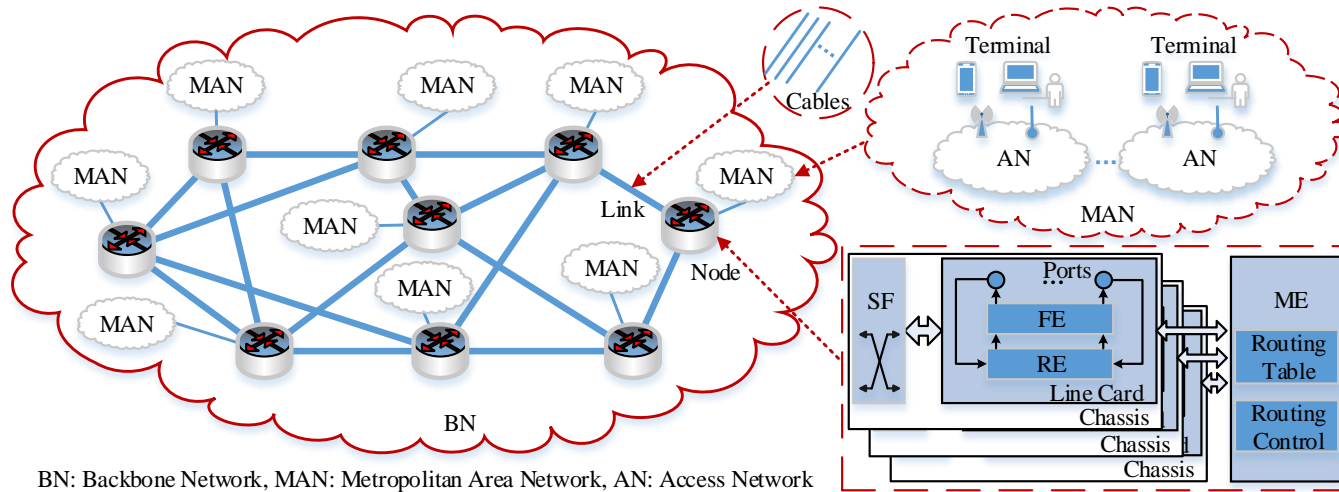 MAN
MAN
MAN
MAN
MAN
MAN
MAN
MAN
MAN
Link
Node
BN
Cables
Terminal
Terminal
AN
AN
MAN
SF
Ports
...
FE
RE
Line Card
Chassis
Chassis
Chassis
ME
Routing
Table
Routing
Control
BN: Backbone Network, MAN: Metropolitan Area Network, AN: Access Network